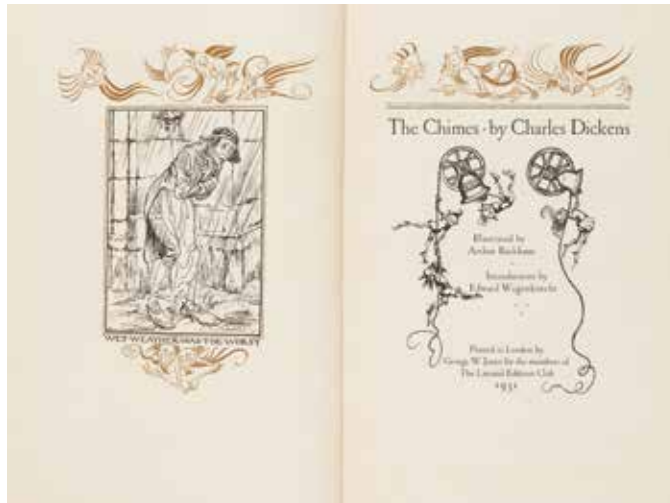 WET WEATHER WAS THE WORST
The Chimes · by Charles Dickens
Illustrated by
Arthur Rackham
Introduction by
Edward Wagenknecht
Printed in London by
George W. Jones for the members of
The Limited Editions Club
1931